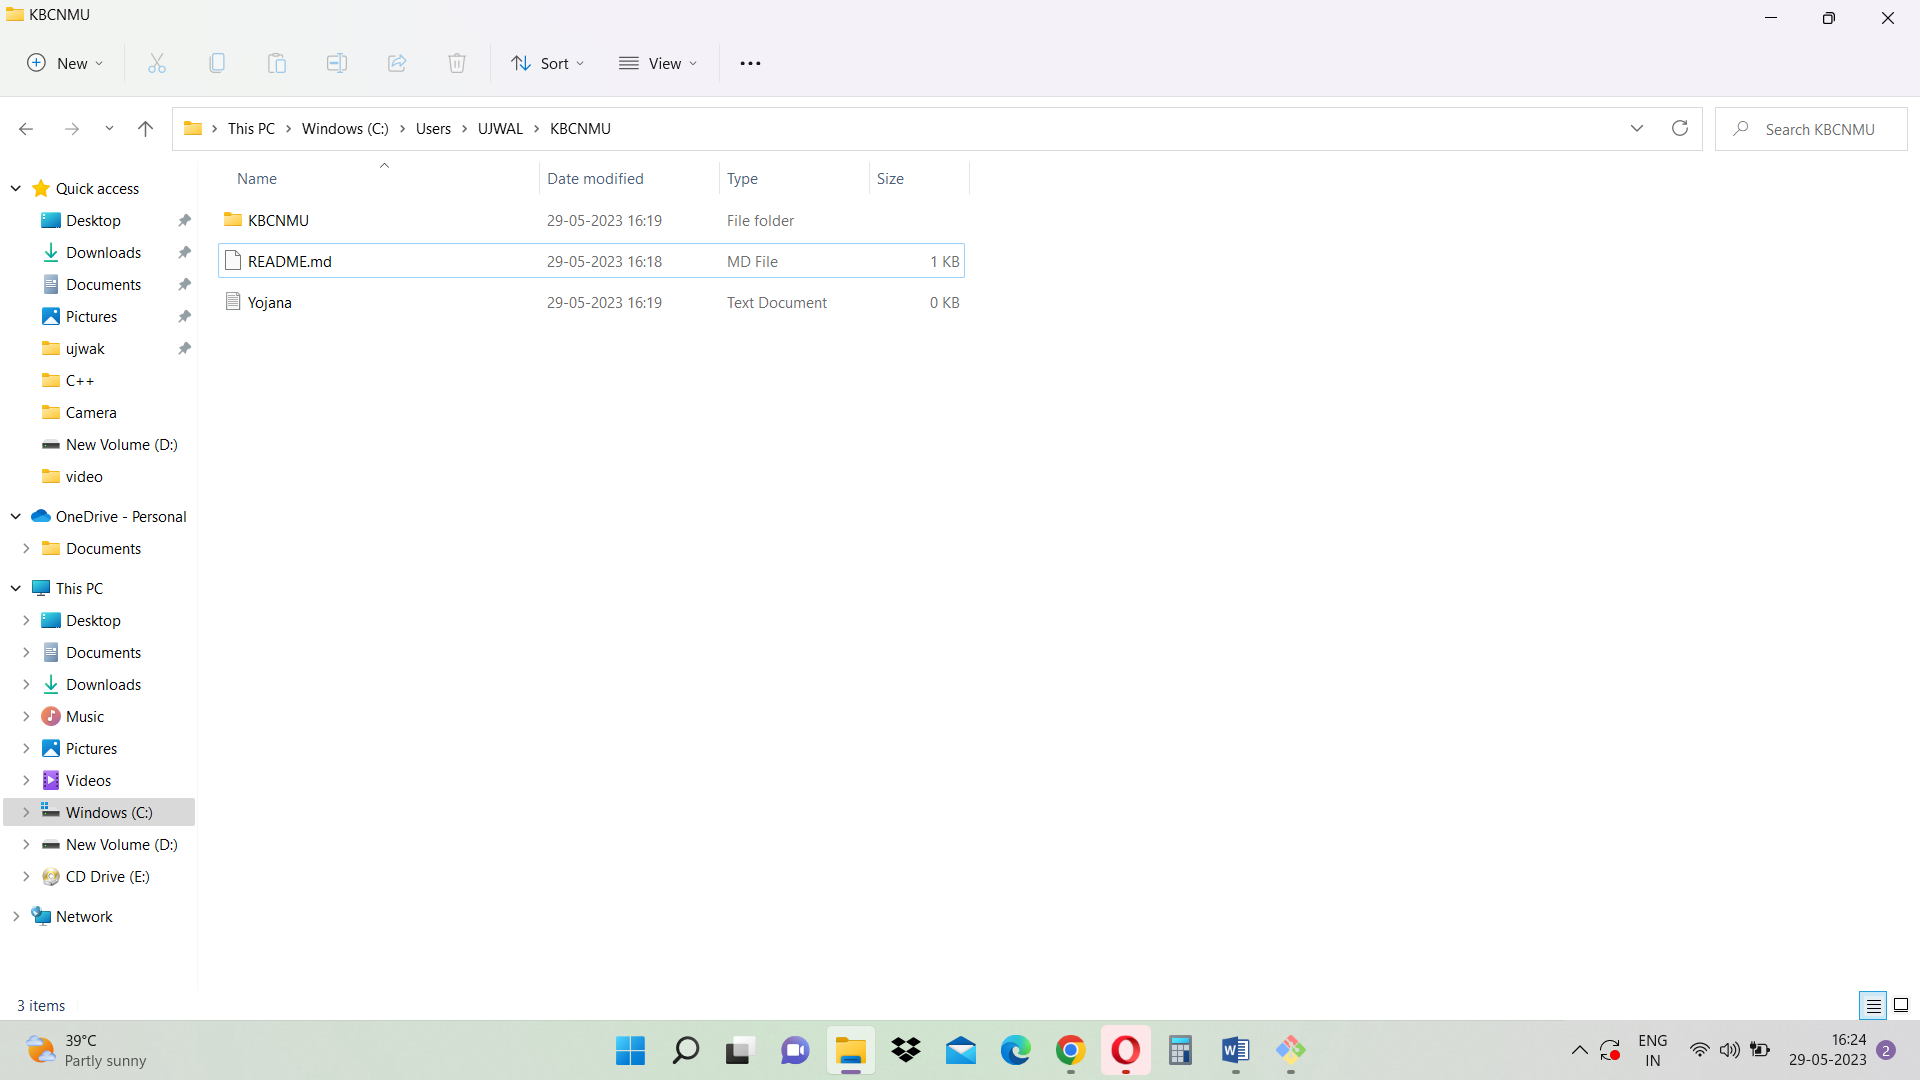 KBCNMU
New
Sort
View
This PC > Windows (C:) > Users > UJWAL > KBCNMU
Search KBCNMU
Name Date modified Type Size
KBCNMU 29-05-2023 16:19 File folder
README.md 29-05-2023 16:18 MD File 1 KB
Yojana 29-05-2023 16:19 Text Document 0 KB
Quick access
Desktop
Downloads
Documents
Pictures
ujwak
C++
Camera
New Volume (D:)
video
OneDrive - Personal
Documents
This PC
Desktop
Documents
Downloads
Music
Pictures
Videos
Windows (C:)
New Volume (D:)
CD Drive (E:)
Network
3 items
39°C
Partly sunny
ENG
IN
16:24
29-05-2023
2